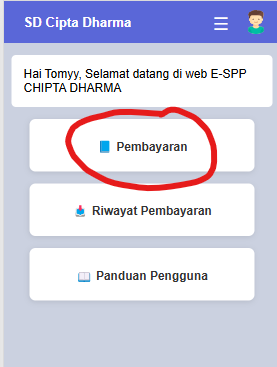 SD Cipta Dharma
Hai Tomyy, Selamat datang di web E-SPP
CHIPTA DHARMA
Pembayaran
Riwayat Pembayaran
Panduan Pengguna